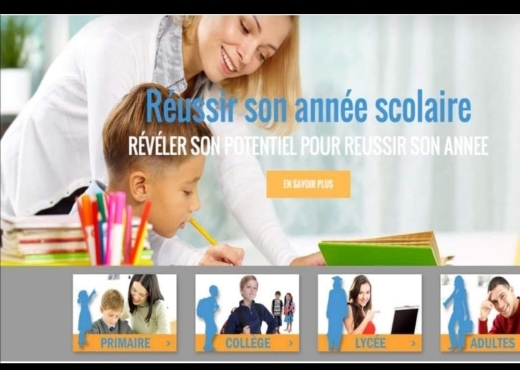 Réussir son année scolaire
RÉVÉLER SON POTENTIEL POUR REUSSIR SON ANNEE
EN SAVOIR PLUS
PRIMAIRE >
COLLÈGE >
LYCÉE >
ADULTES